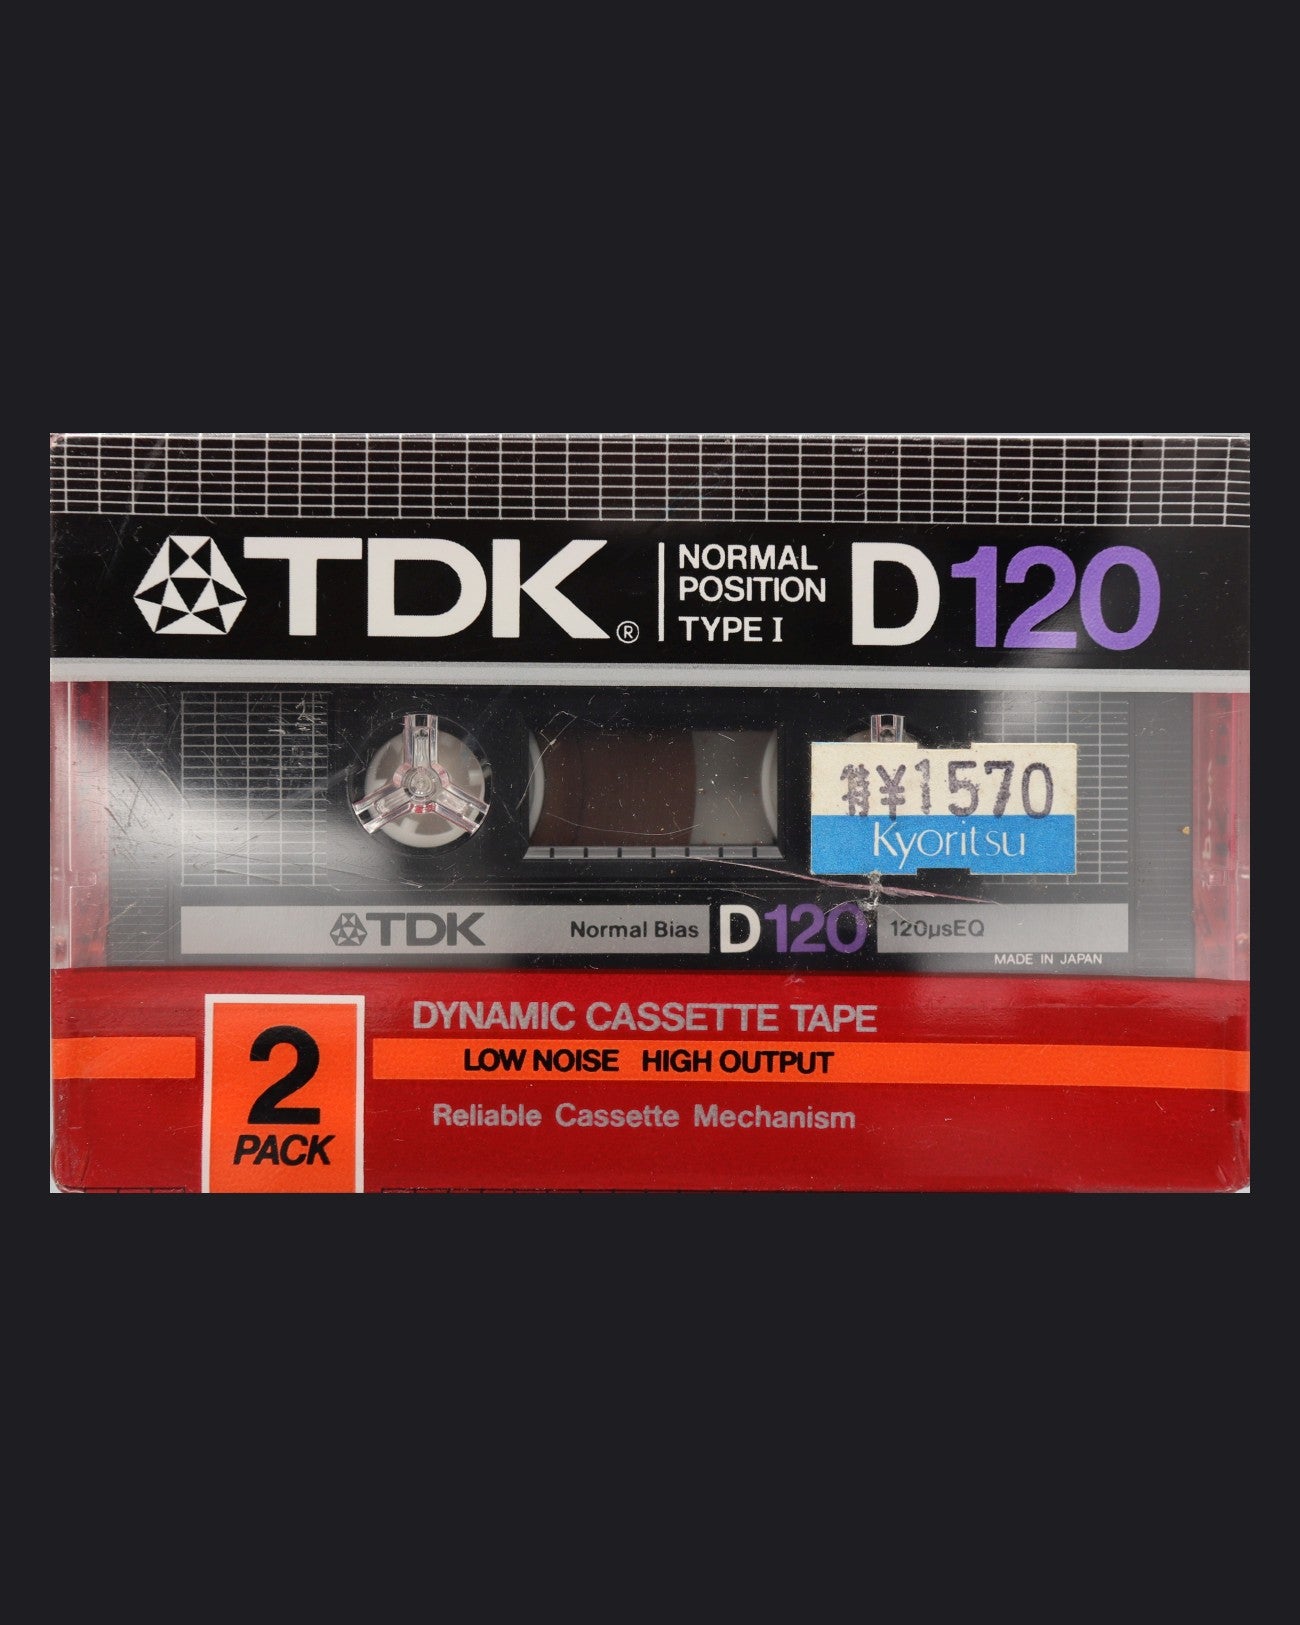 TDK®
NORMAL
POSITION
TYPE I
D120
特¥1570
Kyoritsu
TDK
Normal Bias
D120
120µsEQ
MADE IN JAPAN
DYNAMIC CASSETTE TAPE
LOW NOISE HIGH OUTPUT
Reliable Cassette Mechanism
2
PACK